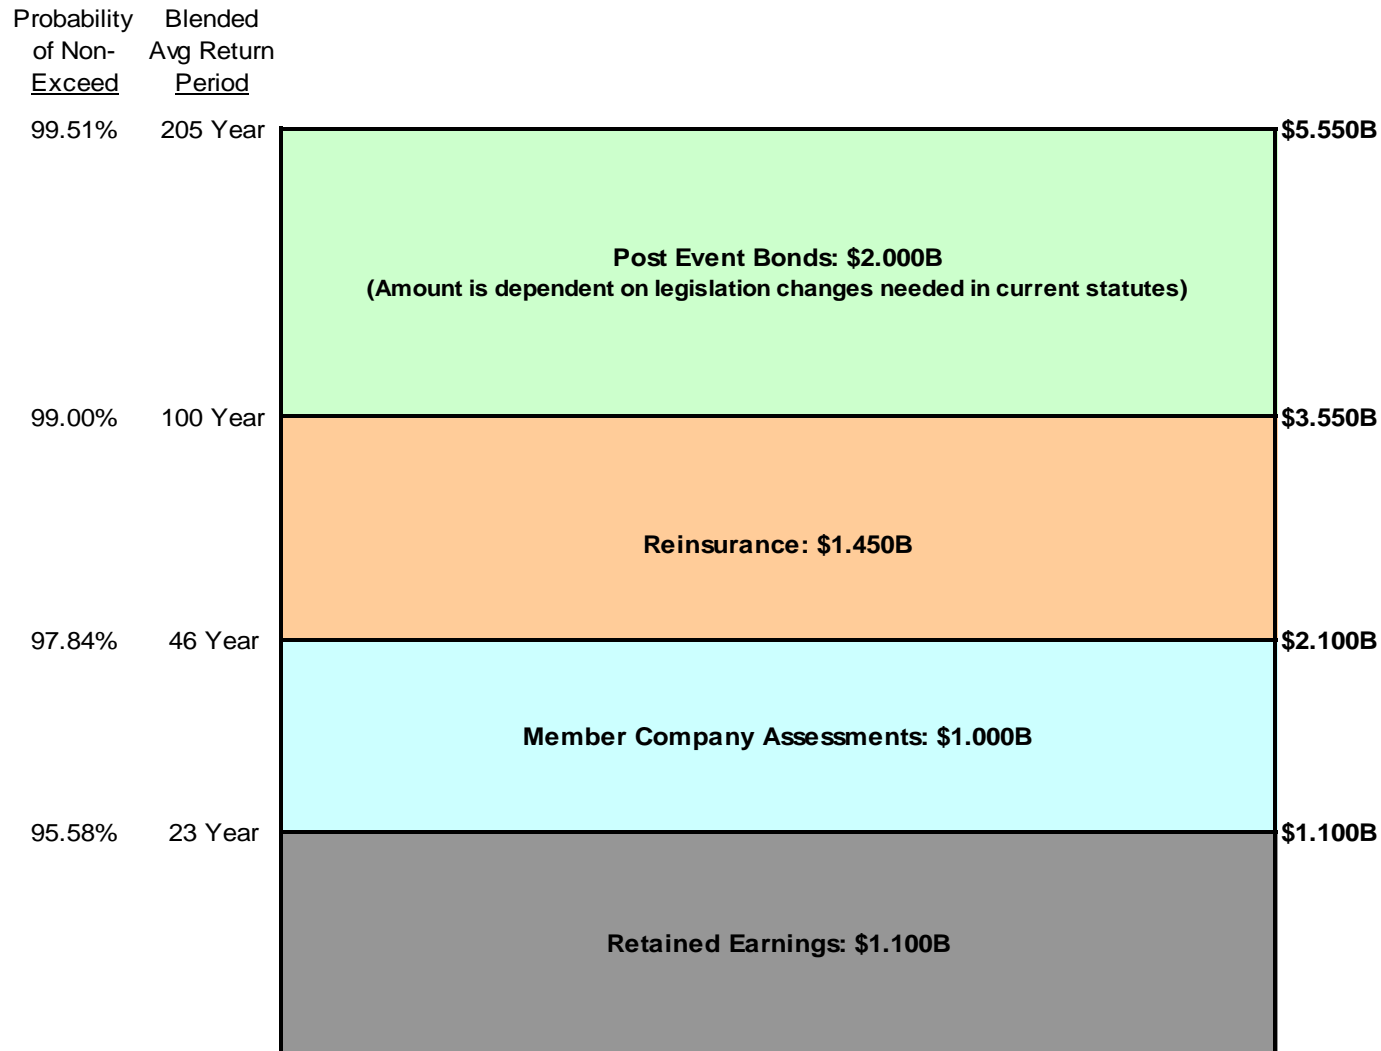 Probability Blended
of Non- Avg Return
Exceed Period
99.51% 205 Year $5.550B
Post Event Bonds: $2.000B
(Amount is dependent on legislation changes needed in current statutes)
99.00% 100 Year $3.550B
Reinsurance: $1.450B
97.84% 46 Year $2.100B
Member Company Assessments: $1.000B
95.58% 23 Year $1.100B
Retained Earnings: $1.100B